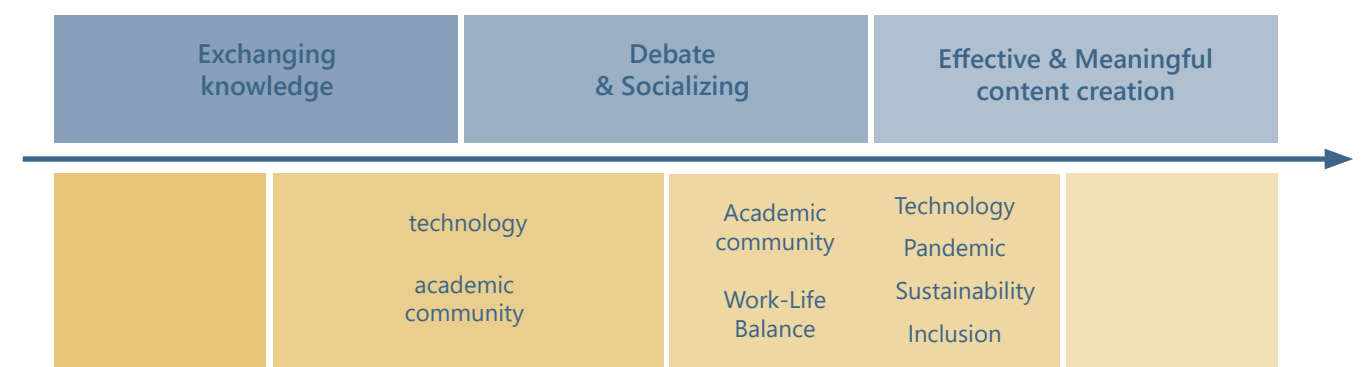 Exchanging
knowledge
Debate
& Socializing
Effective & Meaningful
content creation
technology
academic
community
Academic
community
Work-Life
Balance
Technology
Pandemic
Sustainability
Inclusion